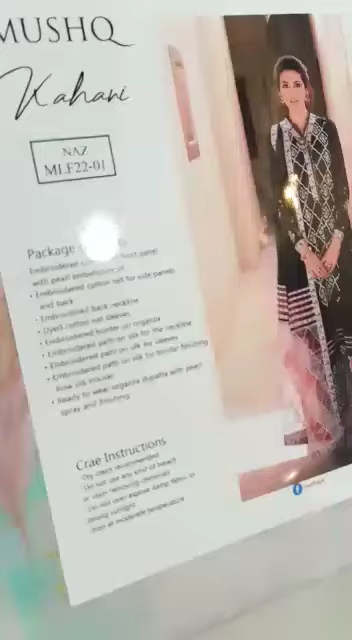 MUSHQ
Kahani
NAZ
MLF22-01
Package
Embroidered front panel
with pearl
• Embroidered cotton net for side panels
and back
• Embroidered back neckline
• Dyed cotton net sleeves
• Embroidered border on organza
• Embroidered patti on silk for the neckline
• Embroidered patti on silk for sleeves
• Embroidered patti on silk for border finishing
Raw silk trouser
• Ready to wear organza dupatta with pearl
spray and finishing
Crae Instructions
Dry clean recommended
Do not use any kind of bleach
or stain removing chemicals
Do not over expose damp fabric to
strong sunlight
Iron at moderate temperature